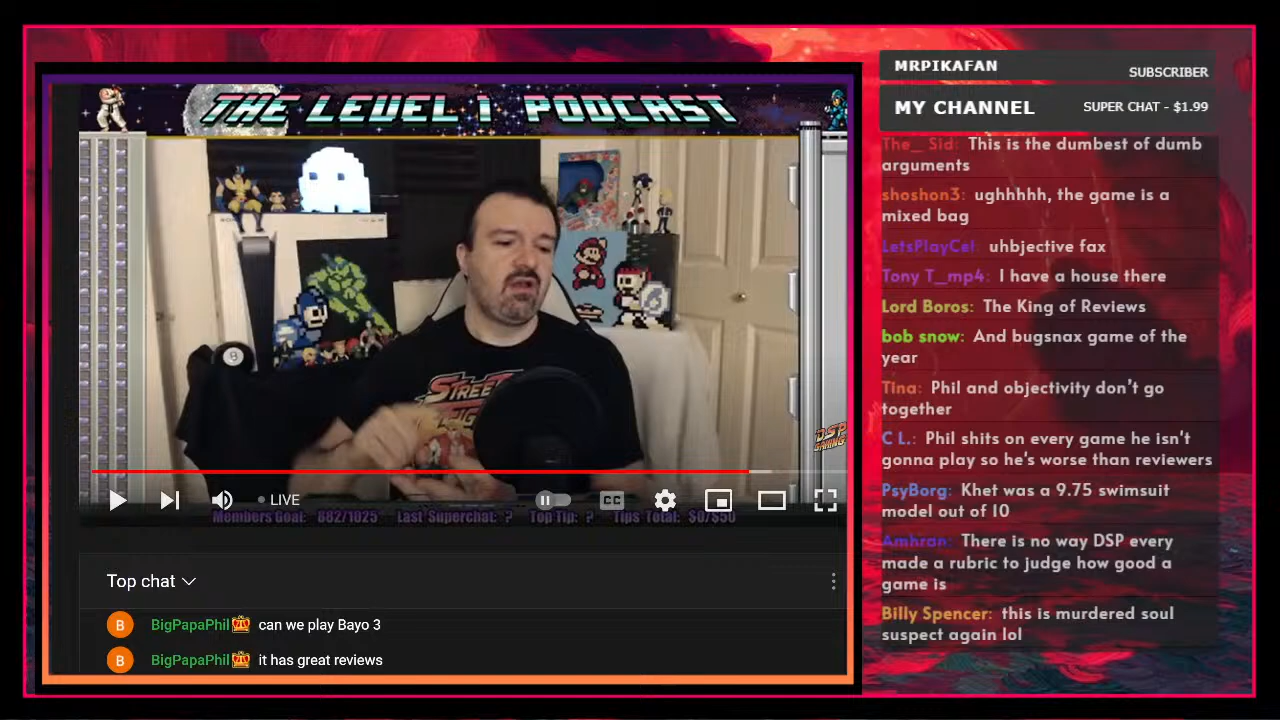 THE LEVEL 1 PODCAST
STREET
DSP
GAMING
LIVE
CC
Members Goal: 882/1025 Last Superchat: ? Top Tip: ? Tips Total: $0/$50
Top chat
B BigPapaPhil can we play Bayo 3
B BigPapaPhil it has great reviews
MRPIKAFAN SUBSCRIBER
MY CHANNEL SUPER CHAT - $1.99
The_ Sid: This is the dumbest of dumb
arguments
shoshon3: ughhhhh, the game is a
mixed bag
LetsPlayCel: uhbjective fax
Tony T_mp4: I have a house there
Lord Boros: The King of Reviews
bob snow: And bugsnax game of the
year
Tina: Phil and objectivity don't go
together
C L.: Phil shits on every game he isn't
gonna play so he's worse than reviewers
PsyBorg: Khet was a 9.75 swimsuit
model out of 10
Amhran: There is no way DSP every
made a rubric to judge how good a
game is
Billy Spencer: this is murdered soul
suspect again lol